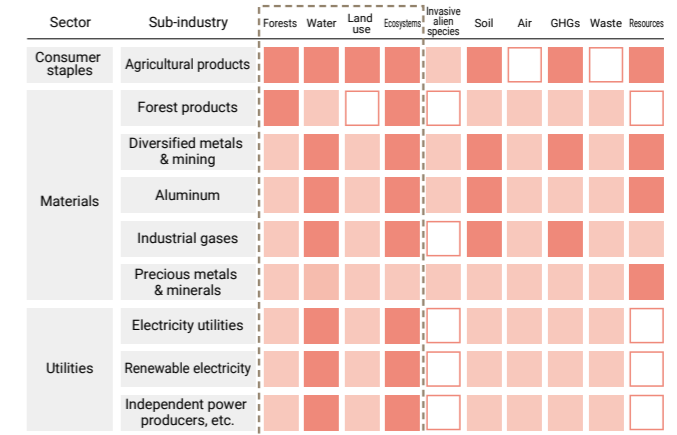 Sector
Sub-industry
Forests
Water
Land
use
Ecosystems
Invasive
alien
species
Soil
Air
GHGs
Waste
Resources
Consumer
staples
Agricultural products
Materials
Forest products
Diversified metals
& mining
Aluminum
Industrial gases
Precious metals
& minerals
Utilities
Electricity utilities
Renewable electricity
Independent power
producers, etc.